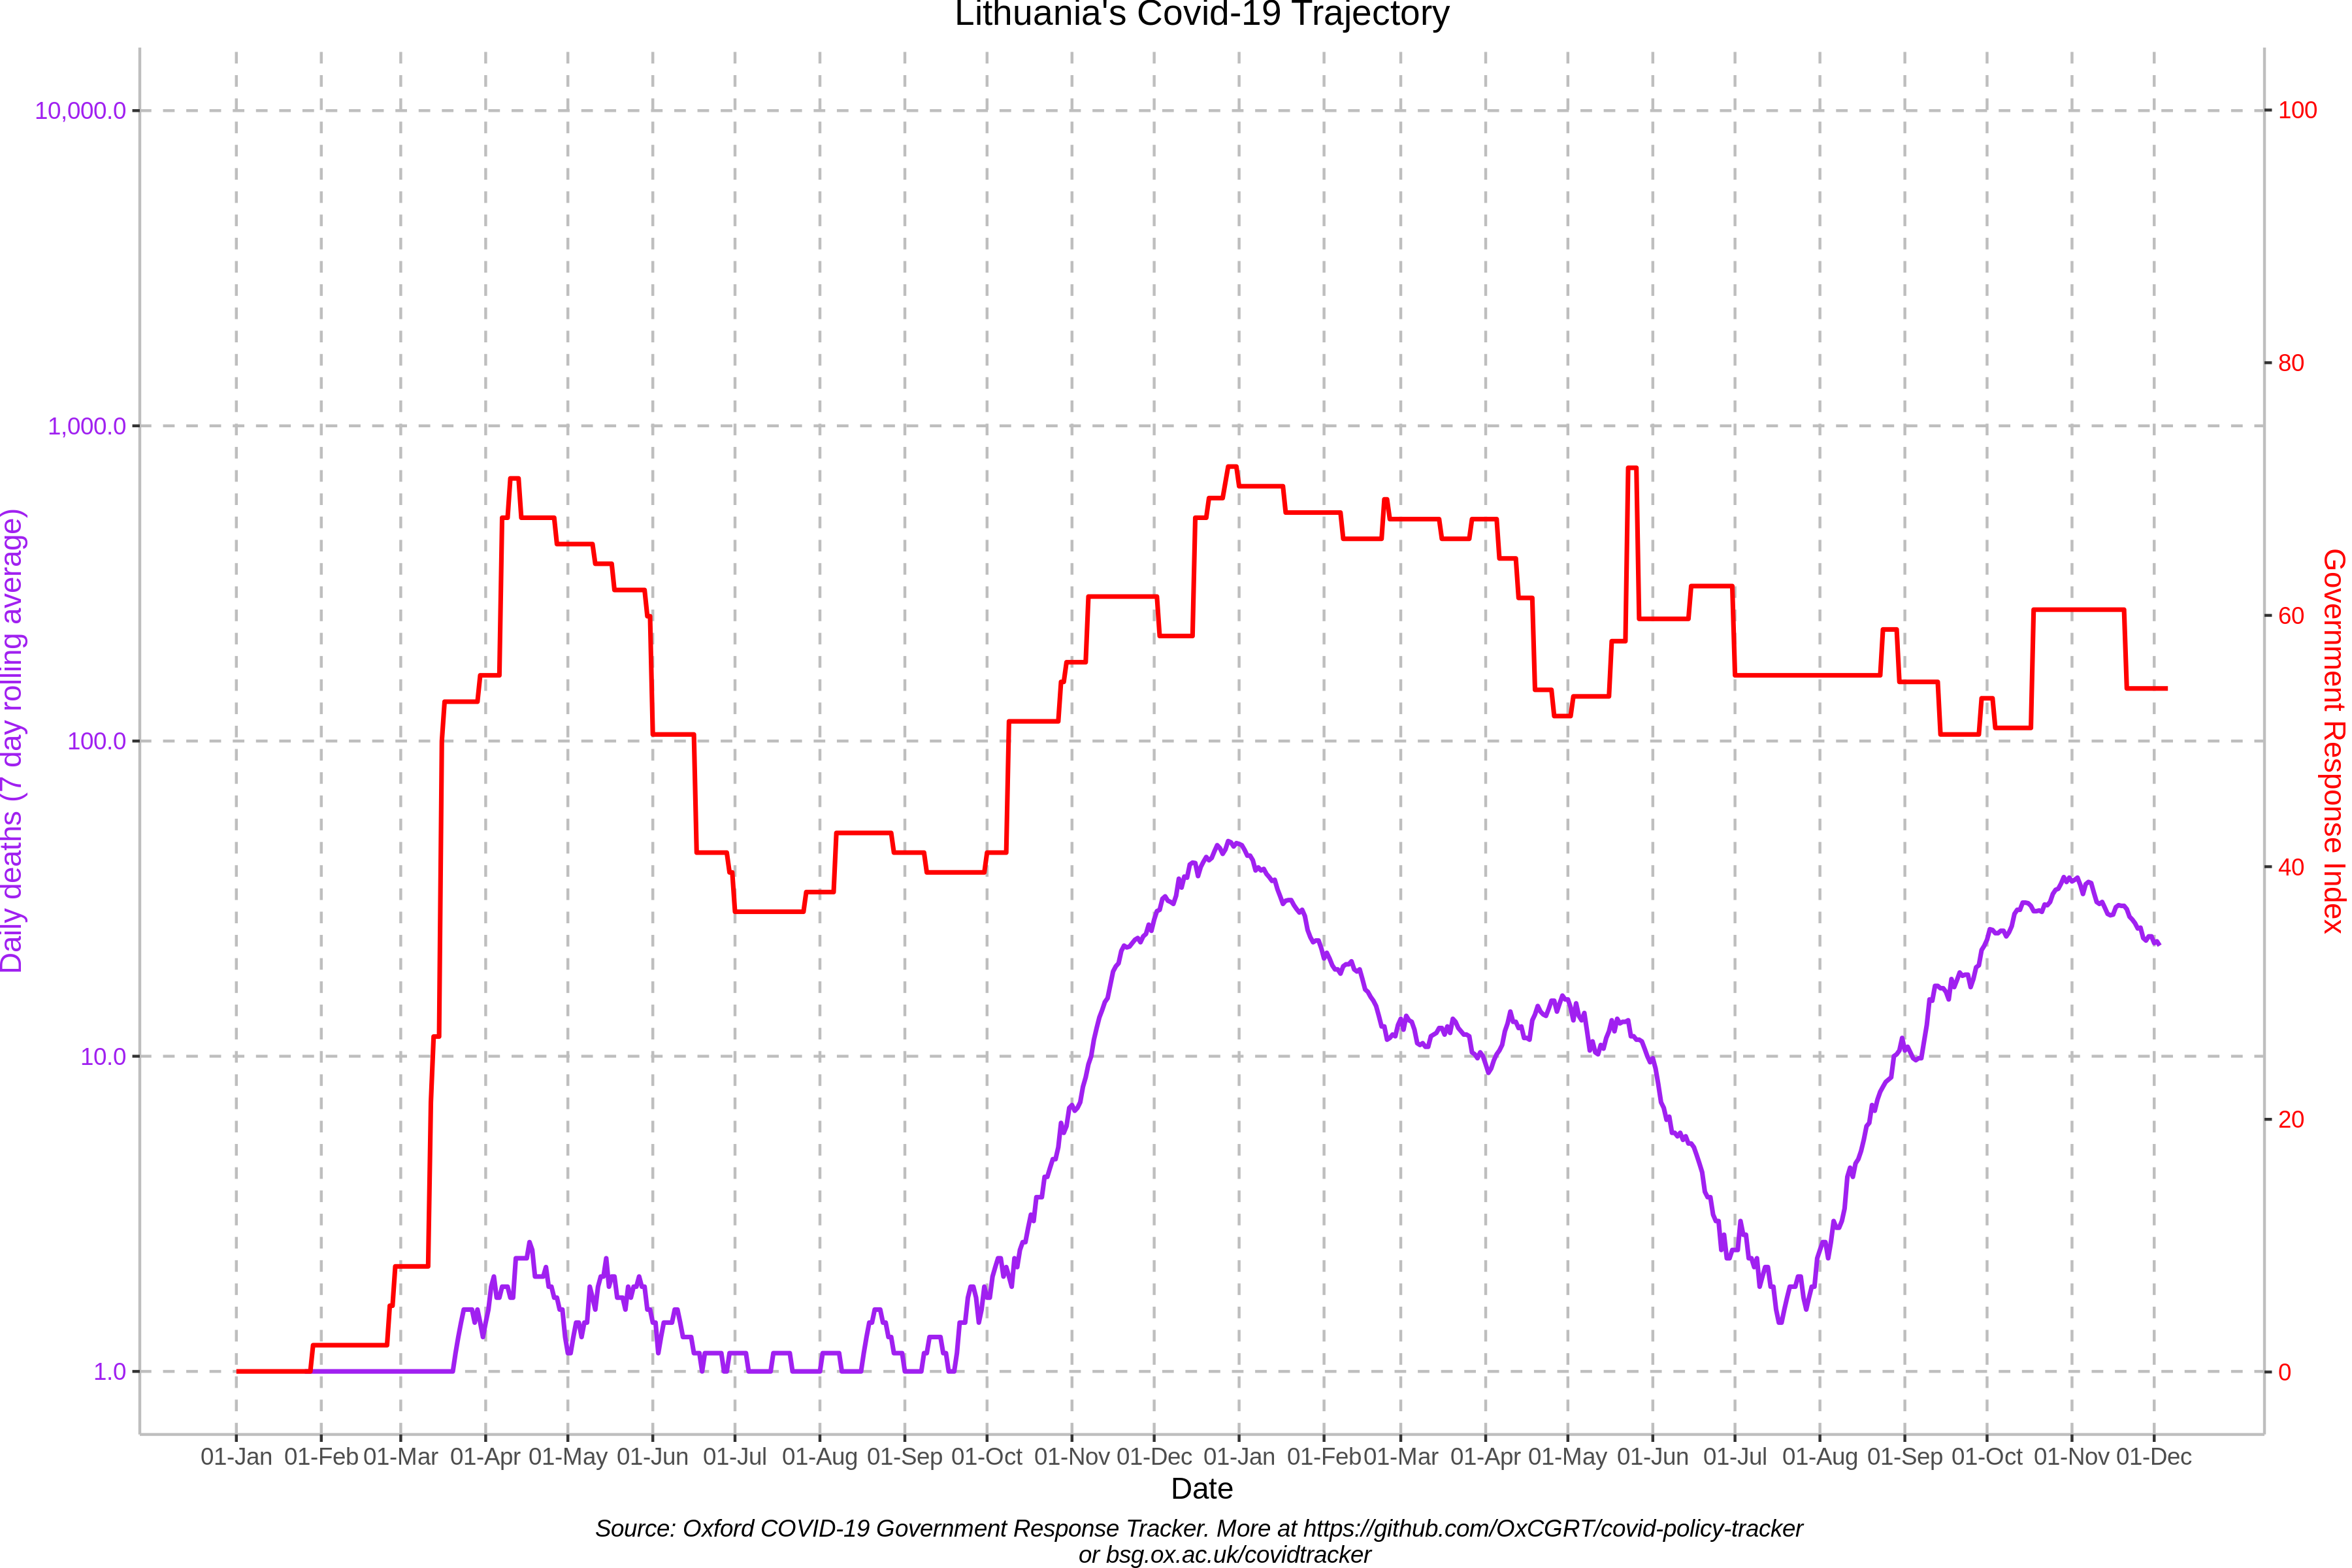 Lithuania's Covid-19 Trajectory
10,000.0
1,000.0
100.0
10.0
1.0
Daily deaths (7 day rolling average)
100
80
60
40
20
0
Government Response Index
01-Jan 01-Feb 01-Mar 01-Apr 01-May 01-Jun 01-Jul 01-Aug 01-Sep 01-Oct 01-Nov 01-Dec 01-Jan 01-Feb 01-Mar 01-Apr 01-May 01-Jun 01-Jul 01-Aug 01-Sep 01-Oct 01-Nov 01-Dec
Date
Source: Oxford COVID-19 Government Response Tracker. More at https://github.com/OxCGRT/covid-policy-tracker
or bsg.ox.ac.uk/covidtracker